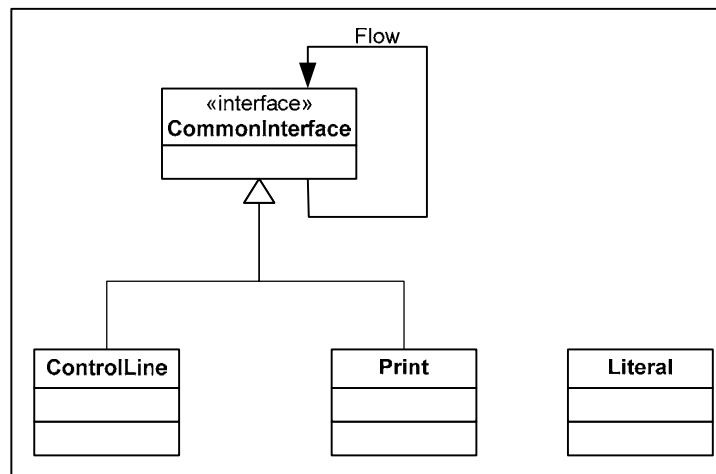 Flow
«interface»
CommonInterface
ControlLine
Print
Literal